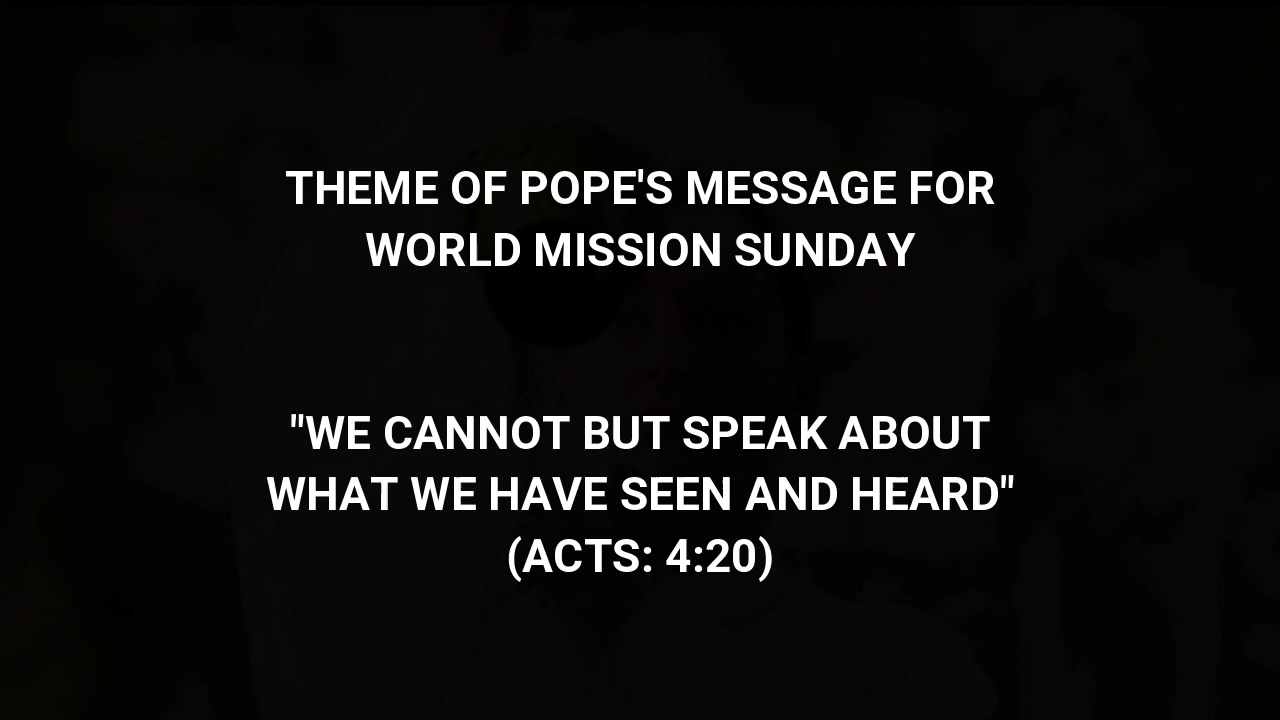 THEME OF POPE'S MESSAGE FOR
WORLD MISSION SUNDAY
"WE CANNOT BUT SPEAK ABOUT
WHAT WE HAVE SEEN AND HEARD"
(ACTS: 4:20)